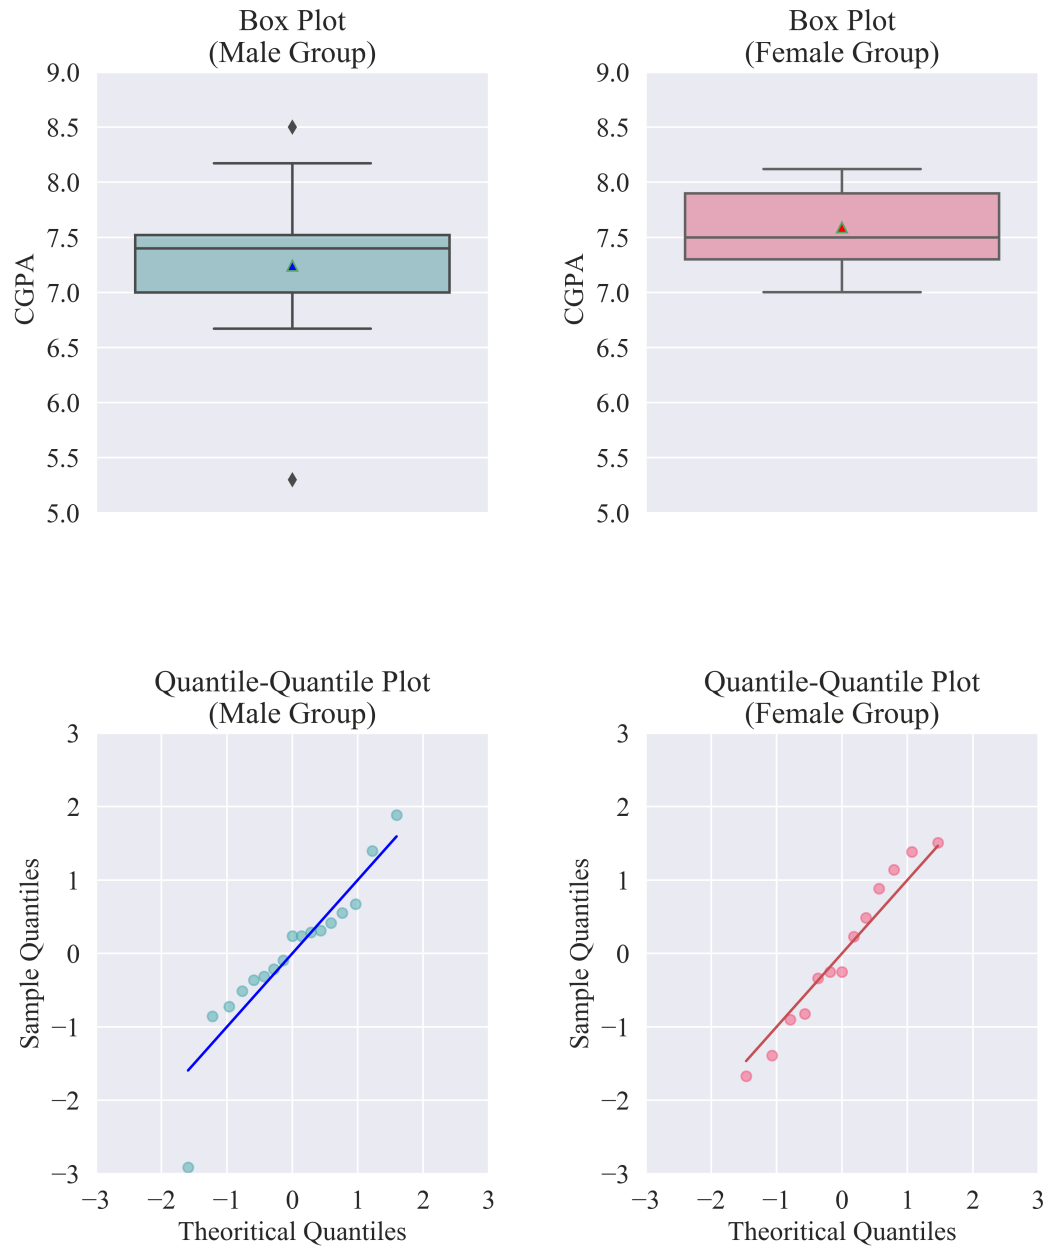 Box Plot
(Male Group)
9.0
8.5
8.0
7.5
7.0
6.5
6.0
5.5
5.0
CGPA
Box Plot
(Female Group)
9.0
8.5
8.0
7.5
7.0
6.5
6.0
5.5
5.0
CGPA
Quantile-Quantile Plot
(Male Group)
3
2
1
0
−1
−2
−3
Sample Quantiles
−3 −2 −1 0 1 2 3
Theoritical Quantiles
Quantile-Quantile Plot
(Female Group)
3
2
1
0
−1
−2
−3
Sample Quantiles
−3 −2 −1 0 1 2 3
Theoritical Quantiles